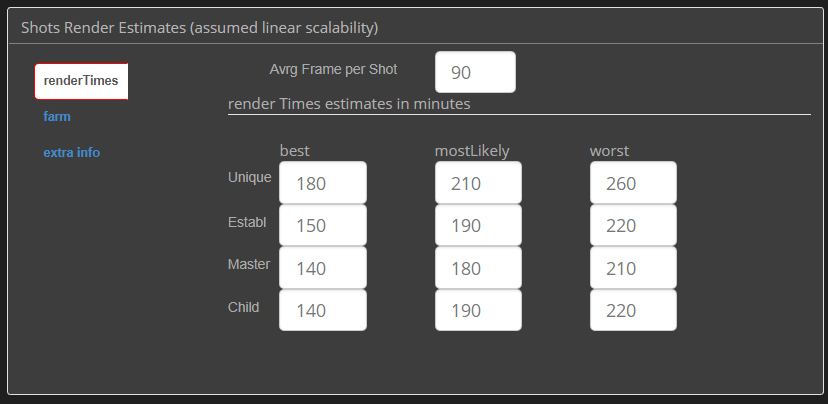 Shots Render Estimates (assumed linear scalability)
renderTimes
farm
extra info
Avrg Frame per Shot 90
render Times estimates in minutes
best mostLikely worst
Unique 180 210 260
Establ 150 190 220
Master 140 180 210
Child 140 190 220